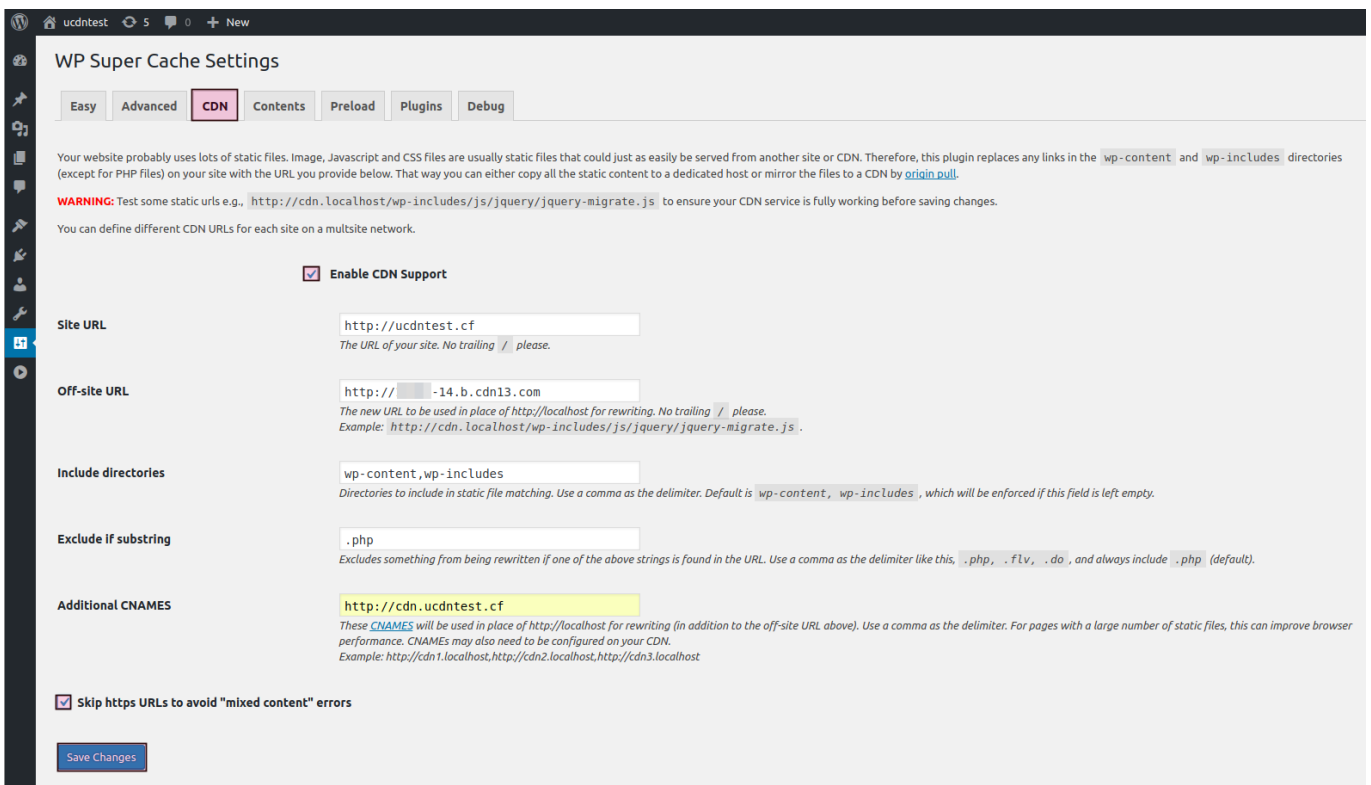 ucdntest 5 0 + New
WP Super Cache Settings
Easy Advanced CDN Contents Preload Plugins Debug
Your website probably uses lots of static files. Image, Javascript and CSS files are usually static files that could just as easily be served from another site or CDN. Therefore, this plugin replaces any links in the wp-content and wp-includes directories
(except for PHP files) on your site with the URL you provide below. That way you can either copy all the static content to a dedicated host or mirror the files to a CDN by origin pull.
WARNING: Test some static urls e.g., http://cdn.localhost/wp-includes/js/jquery/jquery-migrate.js to ensure your CDN service is fully working before saving changes.
You can define different CDN URLs for each site on a multsite network.
Enable CDN Support
Site URL http://ucdntest.cf
The URL of your site. No trailing / please.
Off-site URL http:// -14.b.cdn13.com
The new URL to be used in place of http://localhost for rewriting. No trailing / please.
Example: http://cdn.localhost/wp-includes/js/jquery/jquery-migrate.js .
Include directories wp-content,wp-includes
Directories to include in static file matching. Use a comma as the delimiter. Default is wp-content, wp-includes , which will be enforced if this field is left empty.
Exclude if substring .php
Excludes something from being rewritten if one of the above strings is found in the URL. Use a comma as the delimiter like this, .php, .flv, .do , and always include .php (default).
Additional CNAMES http://cdn.ucdntest.cf
These CNAMES will be used in place of http://localhost for rewriting (in addition to the off-site URL above). Use a comma as the delimiter. For pages with a large number of static files, this can improve browser
performance. CNAMEs may also need to be configured on your CDN.
Example: http://cdn1.localhost,http://cdn2.localhost,http://cdn3.localhost
Skip https URLs to avoid "mixed content" errors
Save Changes